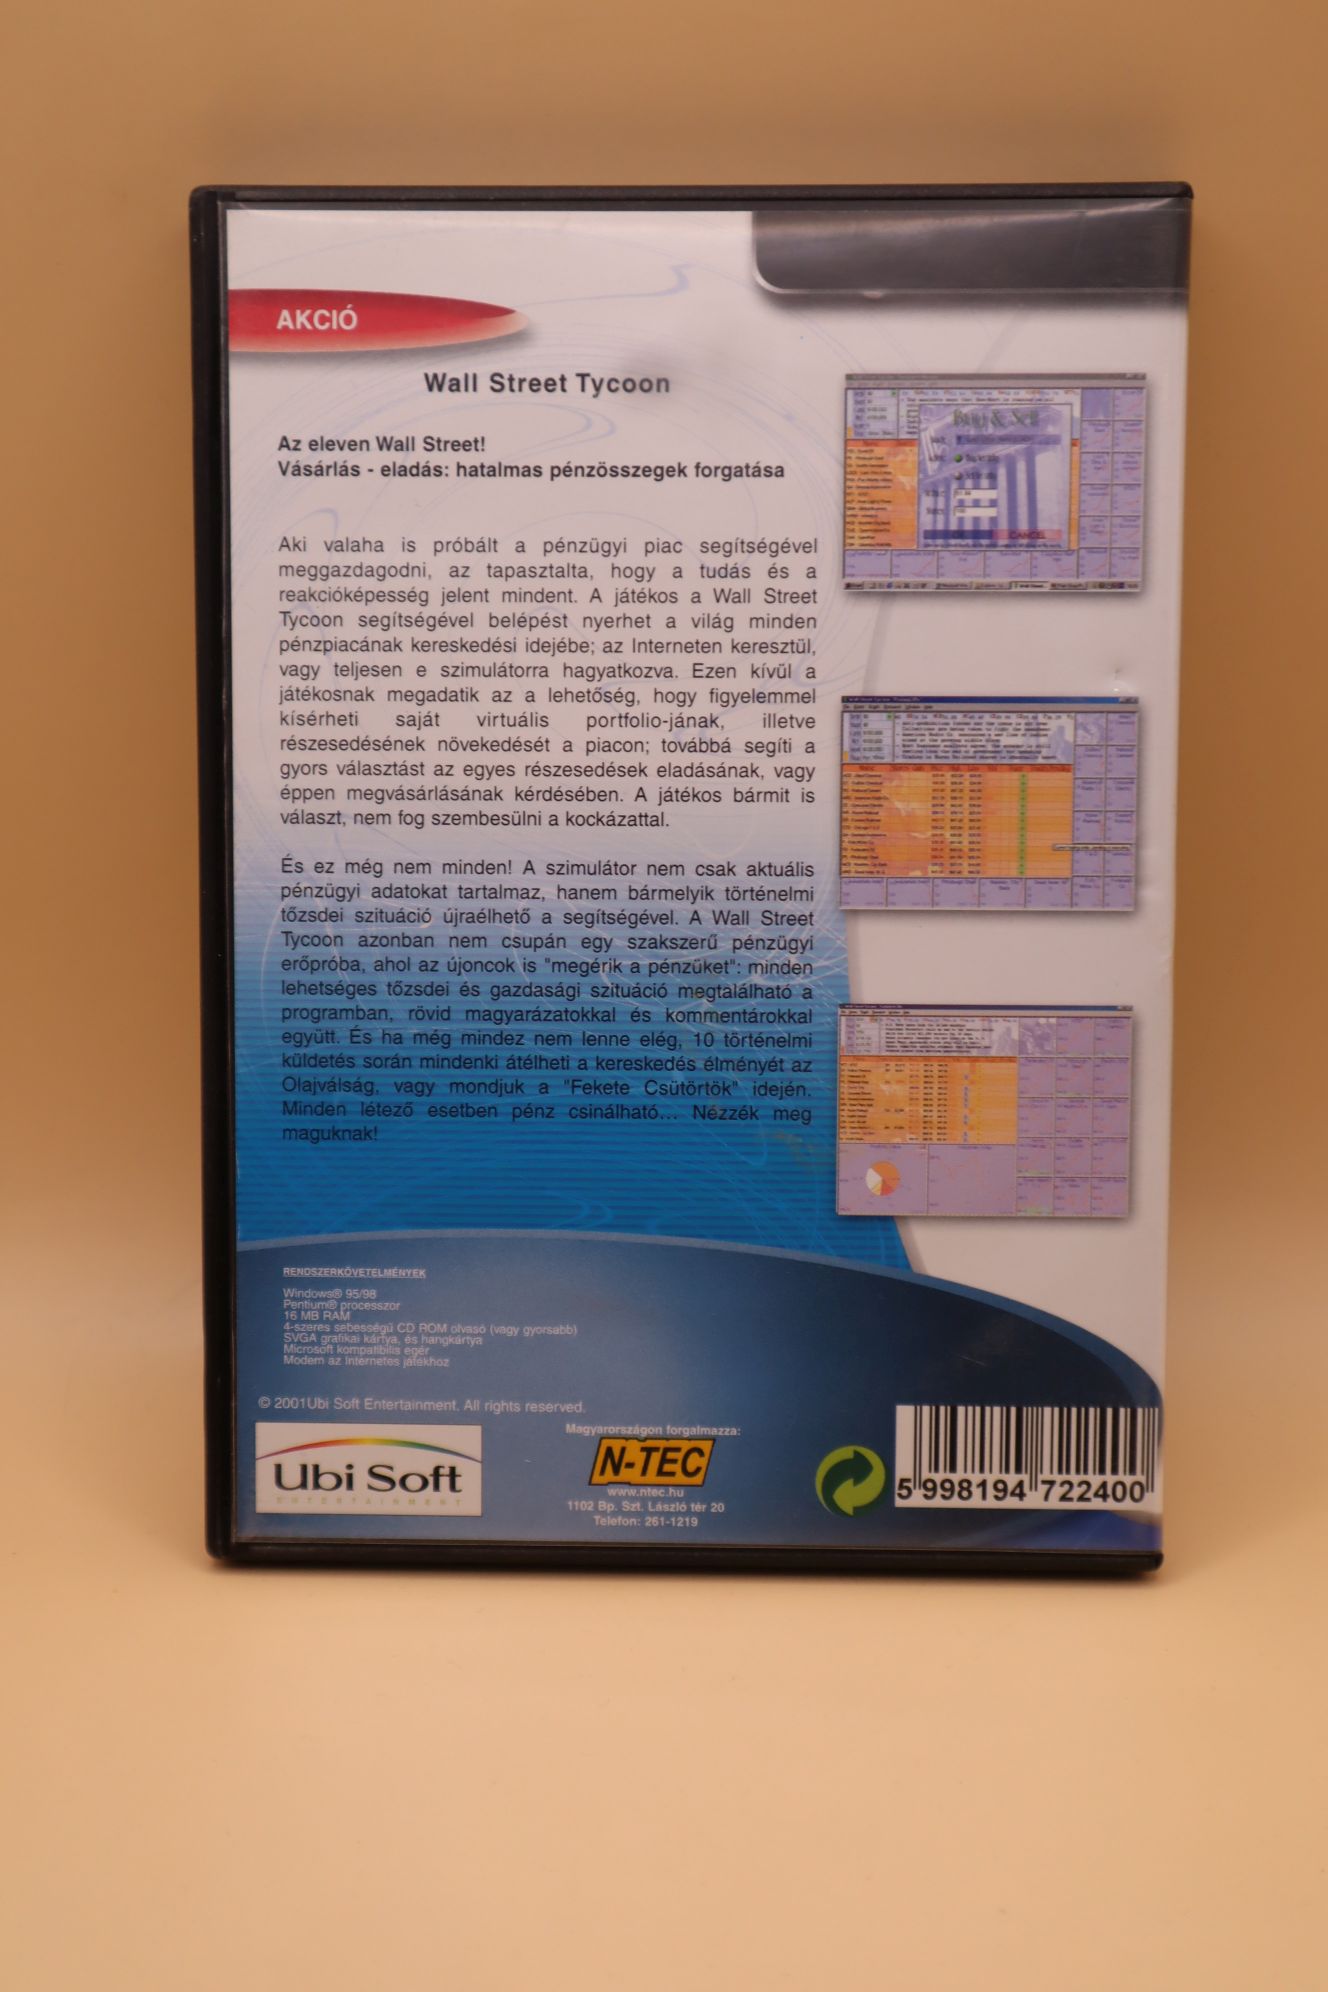 AKCIÓ
Wall Street Tycoon
Az eleven Wall Street!
Vásárlás - eladás: hatalmas pénzösszegek forgatása
Aki valaha is próbált a pénzügyi piac segítségével
meggazdagodni, az tapasztalta, hogy a tudás és a
reakcióképesség jelent mindent. A játékos a Wall Street
Tycoon segítségével belépést nyerhet a világ minden
pénzpiacának kereskedési idejébe; az Interneten keresztül,
vagy teljesen e szimulátorra hagyatkozva. Ezen kívül a
játékosnak megadatik az a lehetőség, hogy figyelemmel
kísérheti saját virtuális portfolio-jának, illetve
részesedésének növekedését a piacon; továbbá segíti a
gyors választást az egyes részesedések eladásának, vagy
éppen megvásárlásának kérdésében. A játékos bármit is
választ, nem fog szembesülni a kockázattal.
És ez még nem minden! A szimulátor nem csak aktuális
pénzügyi adatokat tartalmaz, hanem bármelyik történelmi
tőzsdei szituáció újraélhető a segítségével. A Wall Street
Tycoon azonban nem csupán egy szakszerű pénzügyi
erőpróba, ahol az újoncok is "megérik a pénzüket": minden
lehetséges tőzsdei és gazdasági szituáció megtalálható a
programban, rövid magyarázatokkal és kommentárokkal
együtt. És ha még mindez nem lenne elég, 10 történelmi
küldetés során mindenki átélheti a kereskedés élményét az
Olajválság, vagy mondjuk a "Fekete Csütörtök" idején.
Minden létező esetben pénz csinálható... Nézzék meg
maguknak!
Buy & Sell
CANCEL
RENDSZERKÖVETELMÉNYEK
Windows® 95/98
Pentium® processzor
16 MB RAM
4-szeres sebességű CD ROM olvasó (vagy gyorsabb)
SVGA grafikai kártya, és hangkártya
Microsoft kompatibilis egér
Modem az Internetes játékhoz
© 2001Ubi Soft Entertainment. All rights reserved.
Ubi Soft
ENTERTAINMENT
Magyarországon forgalmazza:
N-TEC
www.ntec.hu
1102 Bp. Szt. László tér 20
Telefon: 261-1219
5 998194 722400